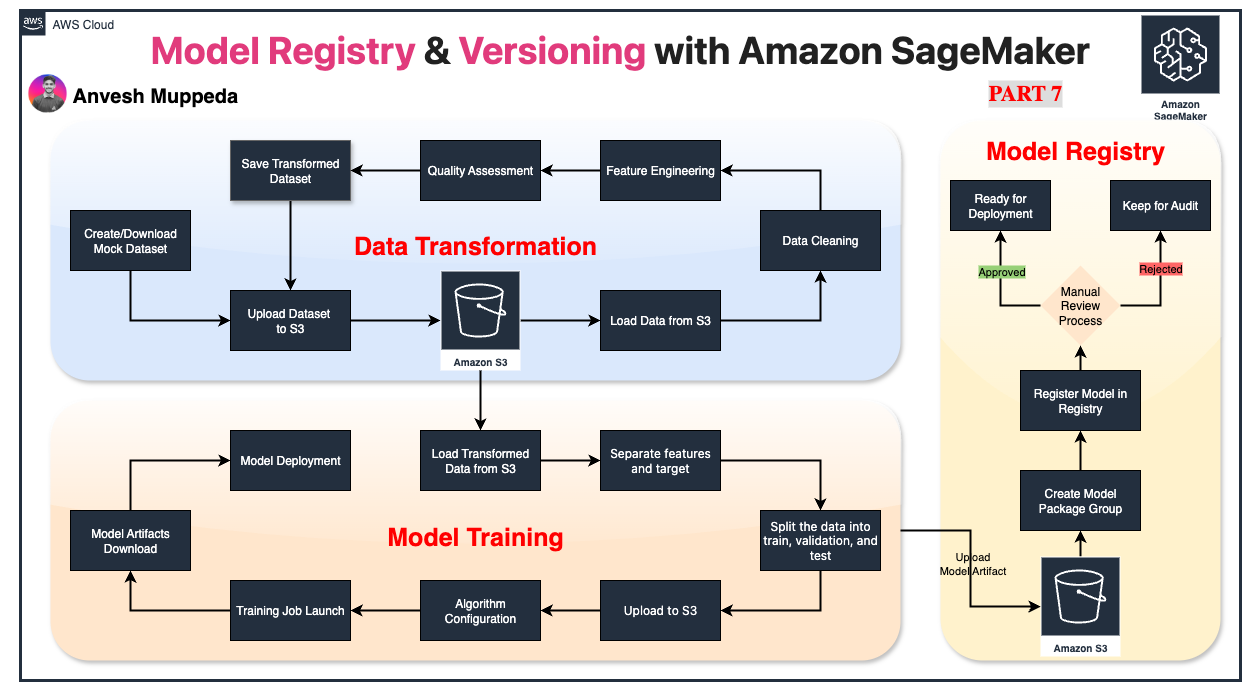 aws
AWS Cloud
Model Registry & Versioning with Amazon SageMaker
Anvesh Muppeda
PART 7
Amazon
SageMaker
Save Transformed
Dataset
Quality Assessment
Feature Engineering
Create/Download
Mock Dataset
Data Transformation
Data Cleaning
Upload Dataset
to S3
Amazon S3
Load Data from S3
Model Deployment
Load Transformed
Data from S3
Separate features
and target
Model Artifacts
Download
Model Training
Split the data into
train, validation, and
test
Training Job Launch
Algorithm
Configuration
Upload to S3
Model Registry
Ready for
Deployment
Keep for Audit
Approved
Rejected
Manual
Review
Process
Register Model in
Registry
Create Model
Package Group
Upload
Model Artifact
Amazon S3